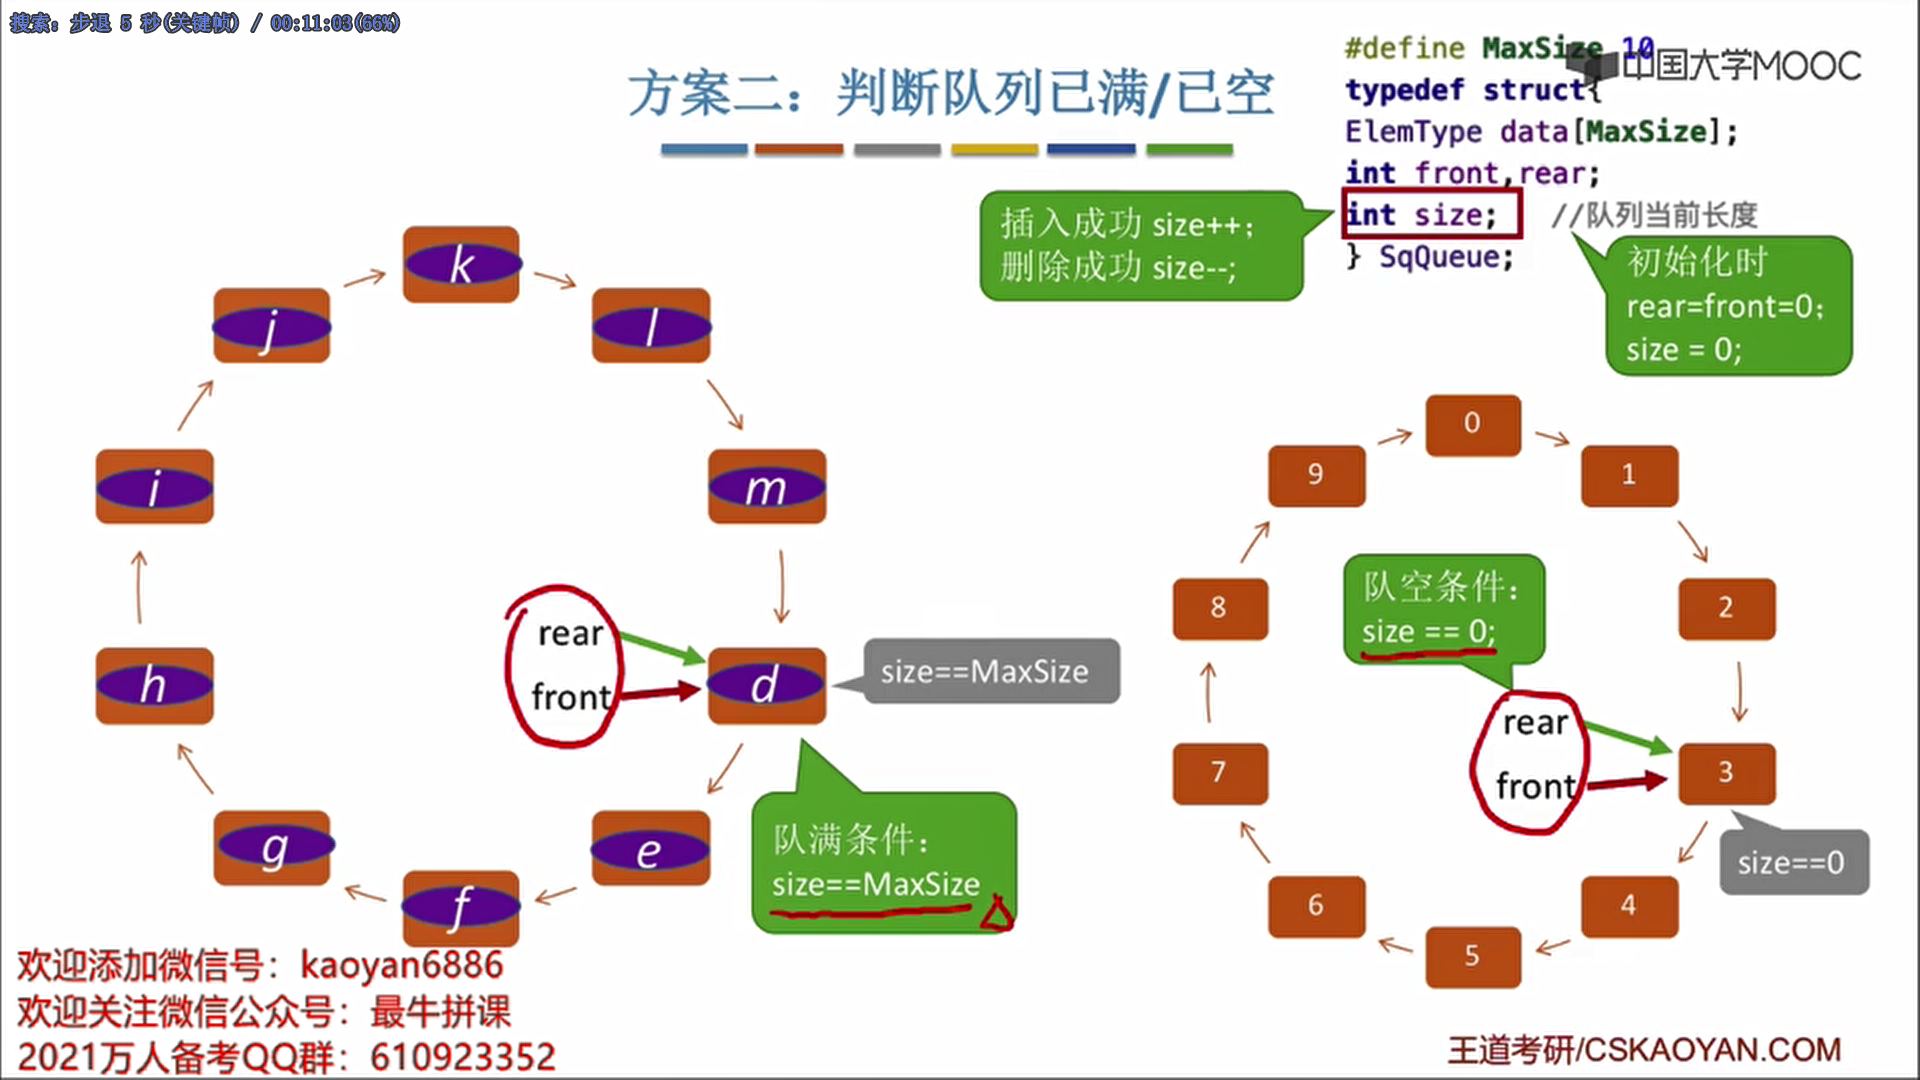 搜索: 步退 5 秒(关键帧) / 00:11:03(66%)
方案二：判断队列已满/已空
中国大学MOOC
#define MaxSize 10
typedef struct{
ElemType data[MaxSize];
int front,rear;
int size; //队列当前长度
} SqQueue;
插入成功 size++;
删除成功 size--;
初始化时
rear=front=0;
size = 0;
k
l
m
d
e
f
g
h
i
j
rear
front
size==MaxSize
队满条件：
size==MaxSize
0
1
2
3
4
5
6
7
8
9
队空条件：
size == 0;
rear
front
size==0
欢迎添加微信号：kaoyan6886
欢迎关注微信公众号：最牛拼课
2021万人备考QQ群：610923352
王道考研/CSKAOYAN.COM